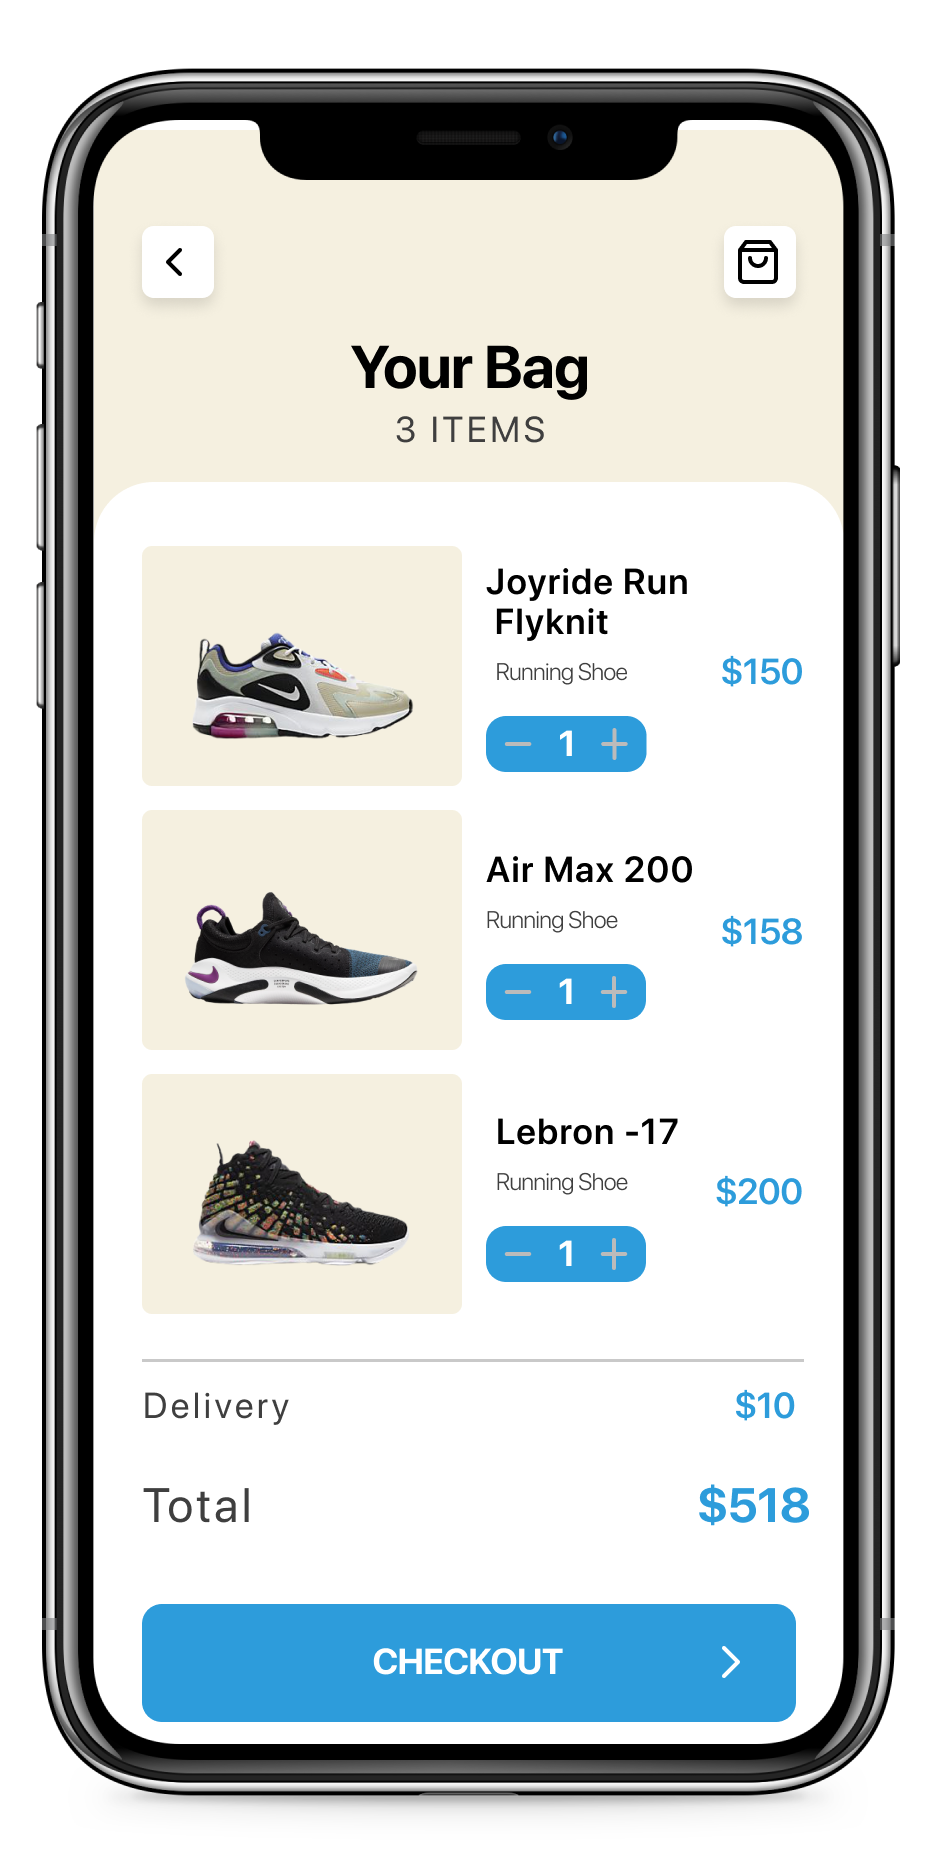 Your Bag
3 ITEMS
Joyride Run
Flyknit
Running Shoe
$150
1
Air Max 200
Running Shoe
$158
1
Lebron -17
Running Shoe
$200
1
Delivery
$10
Total
$518
CHECKOUT